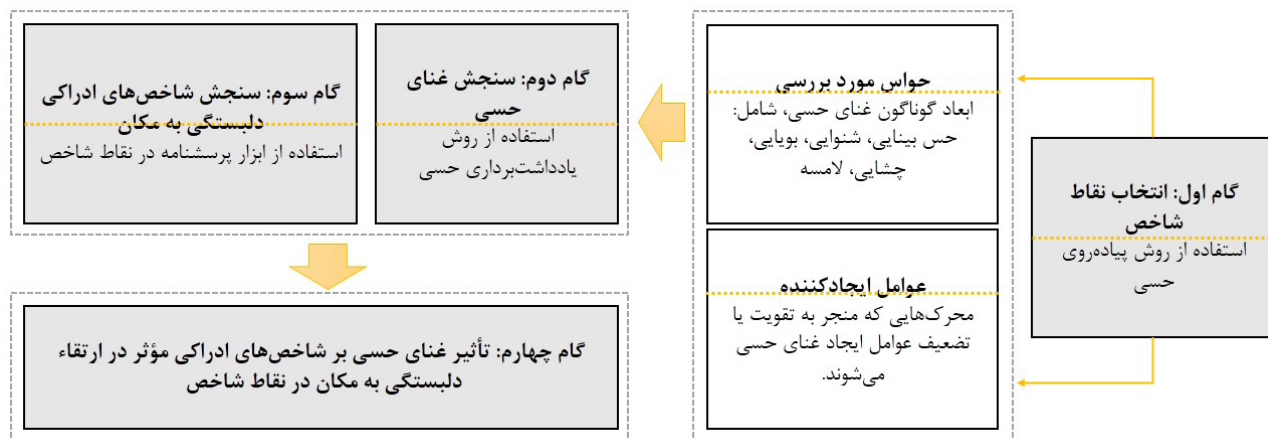 گام اول: انتخاب نقاط
شاخص
استفاده از روش پیاده‌روی
حسی
حواس مورد بررسی
ابعاد گوناگون غنای حسی، شامل:
حس بینایی، شنوایی، بویایی،
چشایی، لامسه
عوامل ایجادکننده
محرک‌هایی که منجر به تقویت یا
تضعیف عوامل ایجاد غنای حسی
می‌شوند.
گام دوم: سنجش غنای
حسی
استفاده از روش
یادداشت‌برداری حسی
گام سوم: سنجش شاخص‌های ادراکی
دلبستگی به مکان
استفاده از ابزار پرسشنامه در نقاط شاخص
گام چهارم: تأثیر غنای حسی بر شاخص‌های ادراکی مؤثر در ارتقاء
دلبستگی به مکان در نقاط شاخص